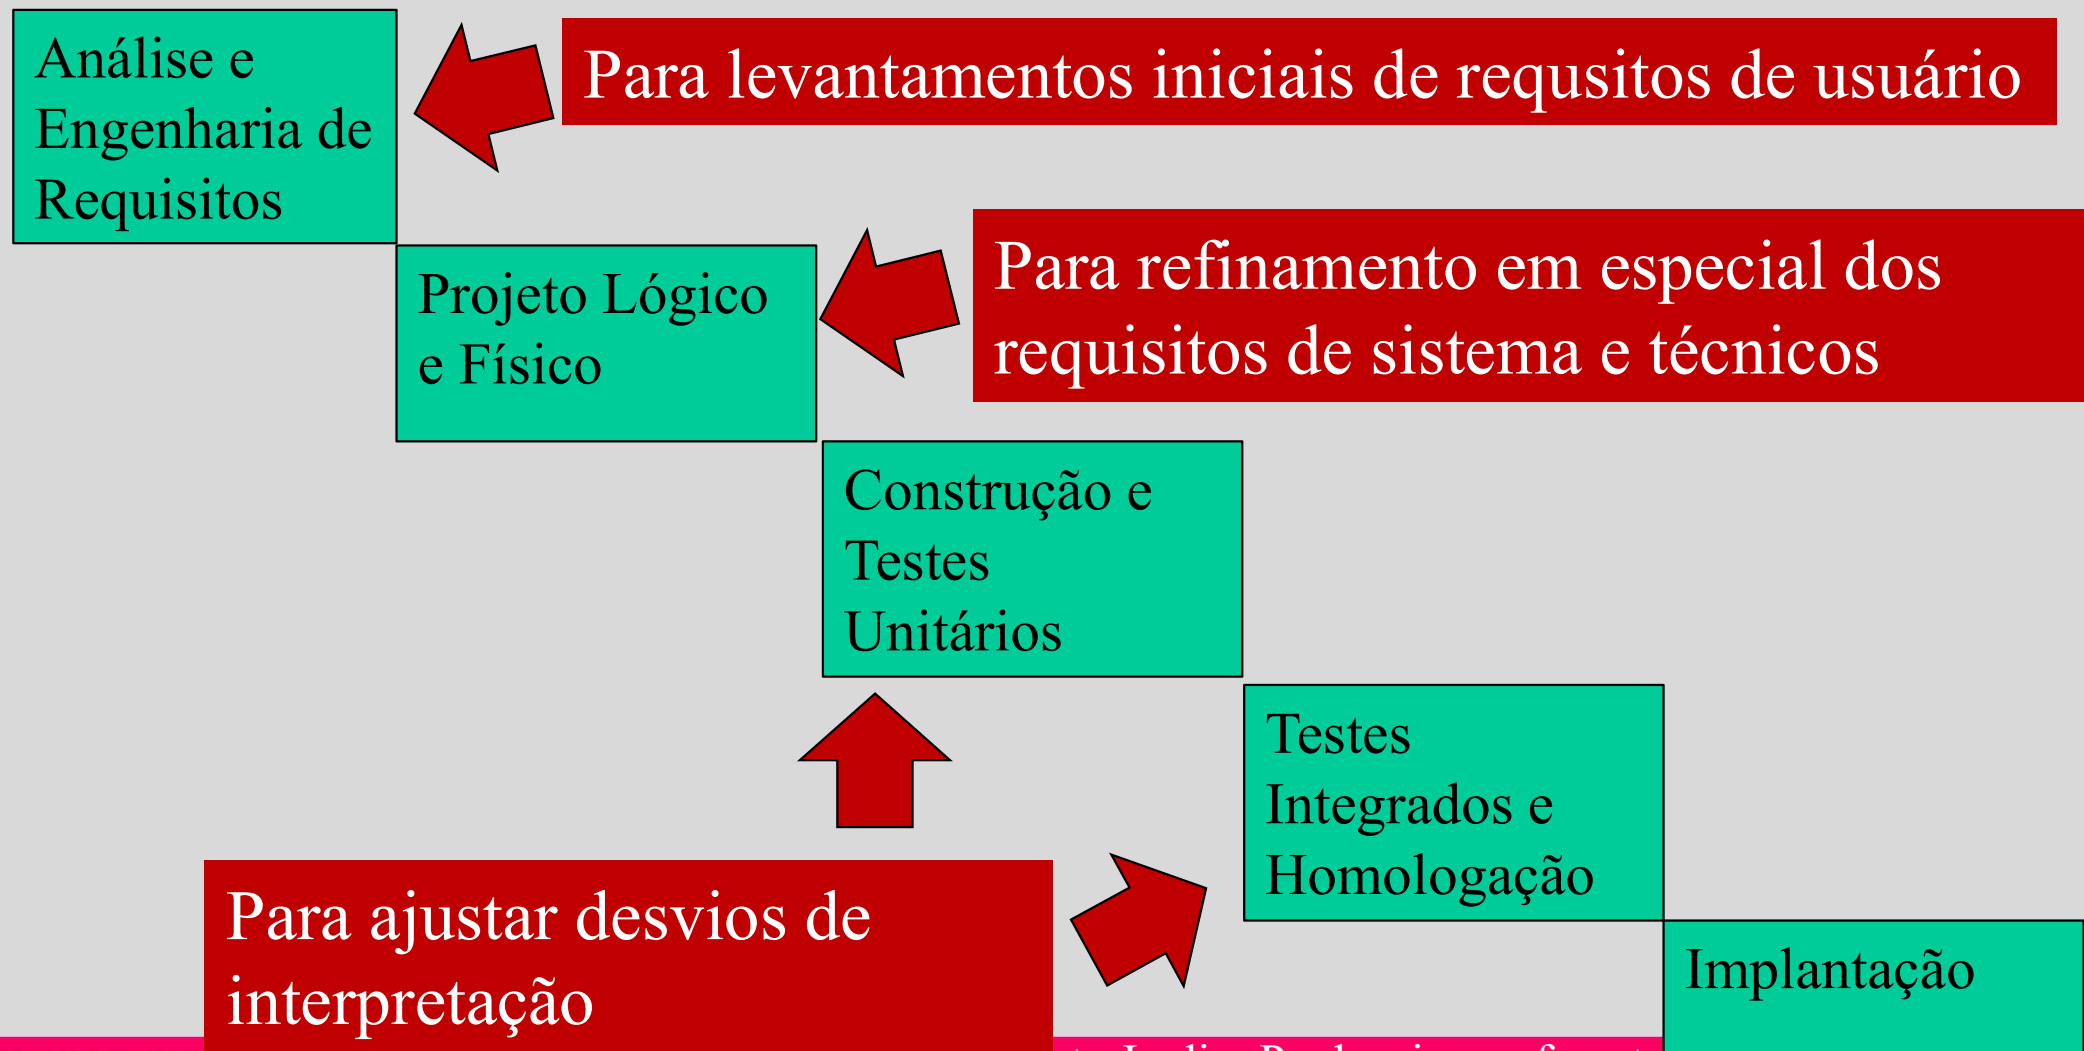 Análise e
Engenharia de
Requisitos
Para levantamentos iniciais de requsitos de usuário
Projeto Lógico
e Físico
Para refinamento em especial dos
requisitos de sistema e técnicos
Construção e
Testes
Unitários
Testes
Integrados e
Homologação
Para ajustar desvios de
interpretação
Implantação